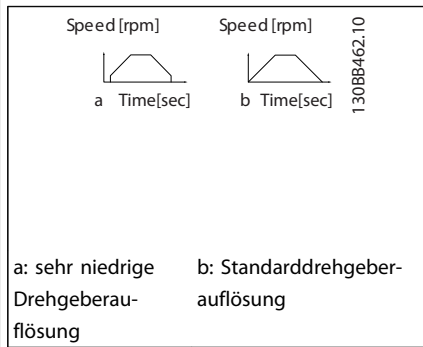 Speed [rpm]
Speed [rpm]
130BB462.10
a Time[sec]
b Time[sec]
a: sehr niedrige
Drehgeberau-
flösung
b: Standarddrehgeber-
auflösung